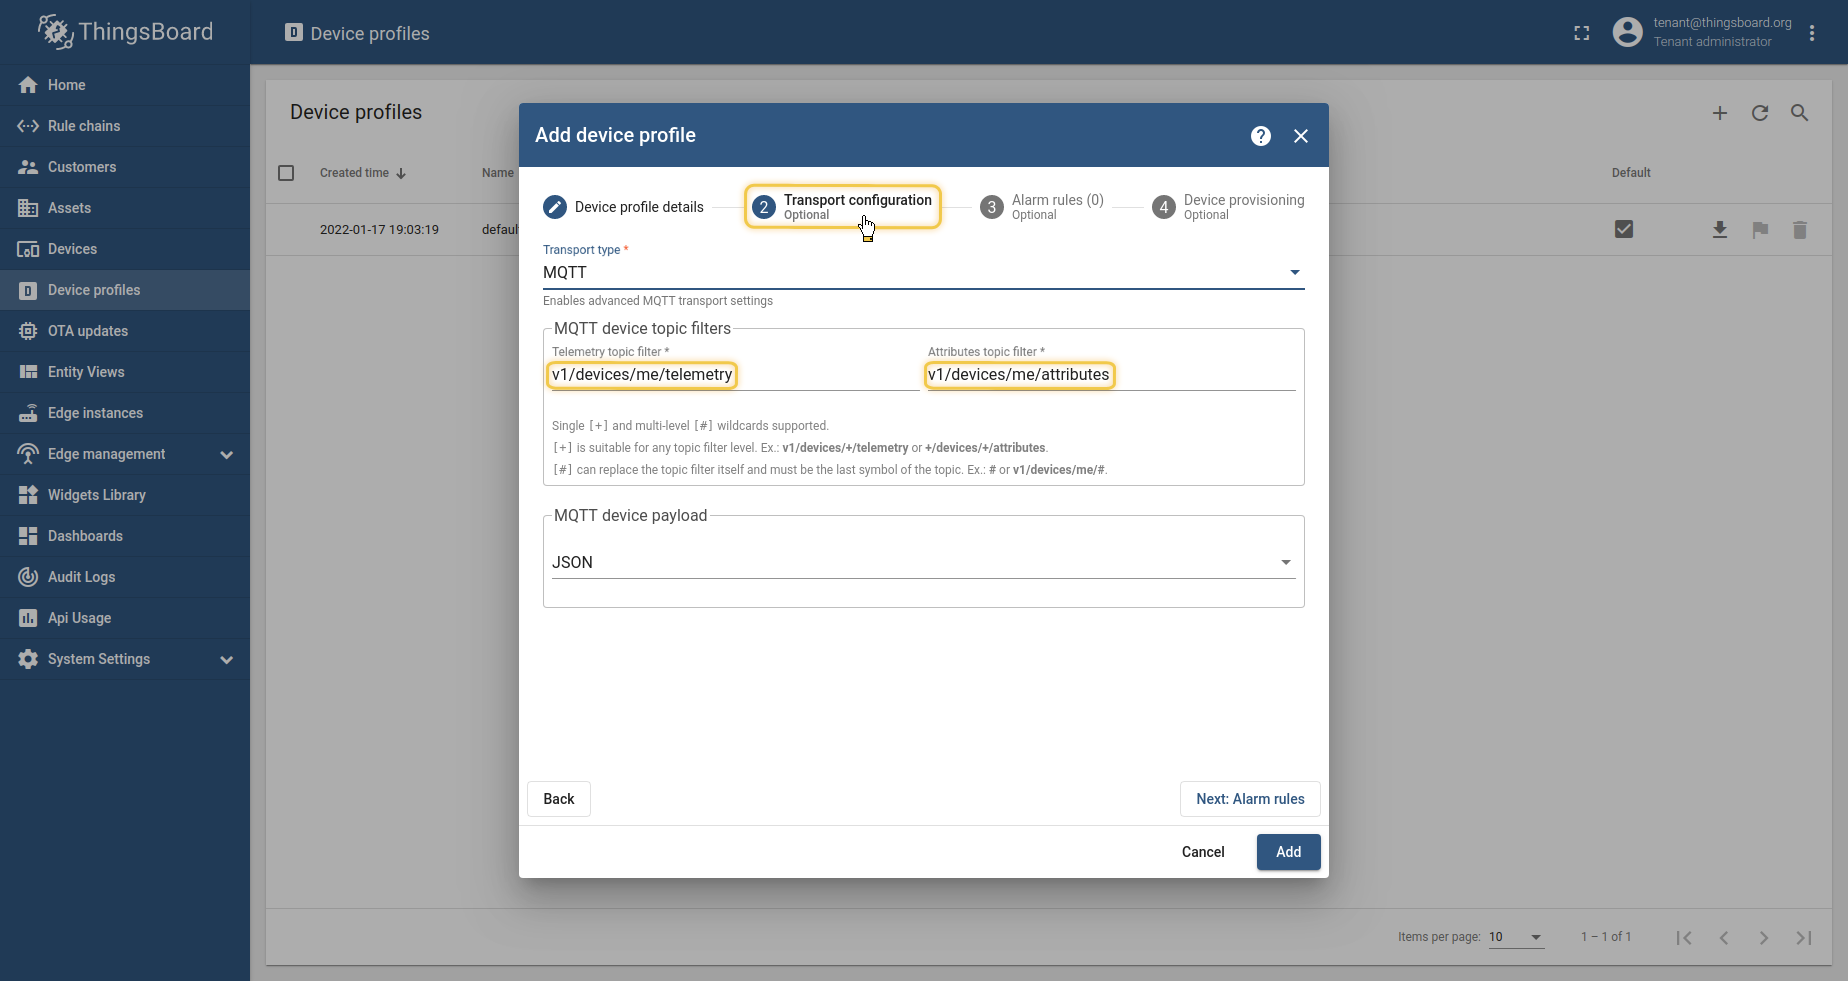 ThingsBoard
D Device profiles
tenant@thingsboard.org
Tenant administrator
Home
Rule chains
Customers
Assets
Devices
D Device profiles
OTA updates
Entity Views
Edge instances
Edge management
Widgets Library
Dashboards
Audit Logs
Api Usage
System Settings
Device profiles
Created time
Name
Default
2022-01-17 19:03:19
defaul
Add device profile
?
Device profile details
2 Transport configuration
Optional
3 Alarm rules (0)
Optional
4 Device provisioning
Optional
Transport type *
MQTT
Enables advanced MQTT transport settings
MQTT device topic filters
Telemetry topic filter *
v1/devices/me/telemetry
Attributes topic filter *
v1/devices/me/attributes
Single [+] and multi-level [#] wildcards supported.
[+] is suitable for any topic filter level. Ex.: v1/devices/+/telemetry or +/devices/+/attributes.
[#] can replace the topic filter itself and must be the last symbol of the topic. Ex.: # or v1/devices/me/#.
MQTT device payload
JSON
Back
Next: Alarm rules
Cancel
Add
Items per page: 10
1 – 1 of 1